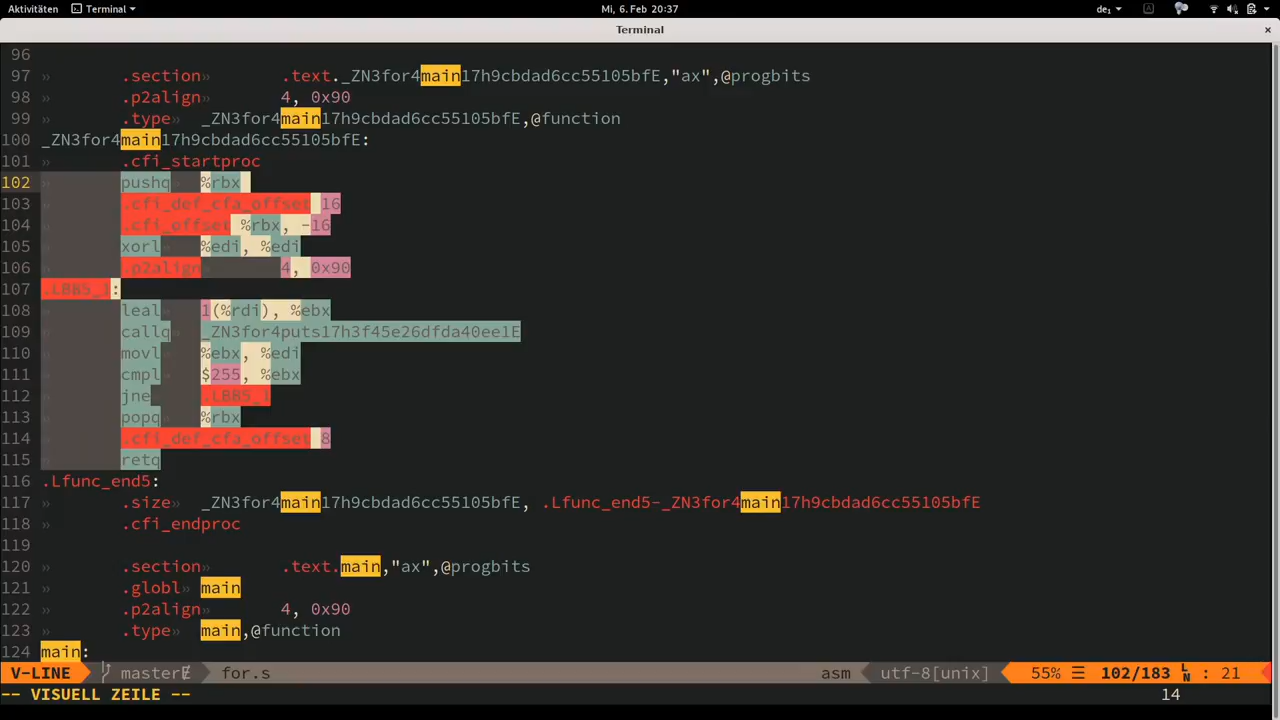 Aktivitäten Terminal Mi, 6. Feb 20:37 de₁
Terminal ×
96
97 » .section» .text._ZN3for4main17h9cbdad6cc55105bfE,"ax",@progbits
98 » .p2align» 4, 0x90
99 » .type» _ZN3for4main17h9cbdad6cc55105bfE,@function
100 _ZN3for4main17h9cbdad6cc55105bfE:
101 » .cfi_startproc
102 » pushq» %rbx
103 » .cfi_def_cfa_offset 16
104 » .cfi_offset %rbx, -16
105 » xorl» %edi, %edi
106 » .p2align» 4, 0x90
107 .LBB5_1:
108 » leal» 1(%rdi), %ebx
109 » callq» _ZN3for4puts17h3f45e26dfda40ee1E
110 » movl» %ebx, %edi
111 » cmpl» $255, %ebx
112 » jne» .LBB5_1
113 » popq» %rbx
114 » .cfi_def_cfa_offset 8
115 » retq
116 .Lfunc_end5:
117 » .size» _ZN3for4main17h9cbdad6cc55105bfE, .Lfunc_end5-_ZN3for4main17h9cbdad6cc55105bfE
118 » .cfi_endproc
119
120 » .section» .text.main,"ax",@progbits
121 » .globl» main
122 » .p2align» 4, 0x90
123 » .type» main,@function
124 main:
V-LINE master for.s asm utf-8[unix] 55% ☰ 102/183 : 21
-- VISUELL ZEILE -- 14